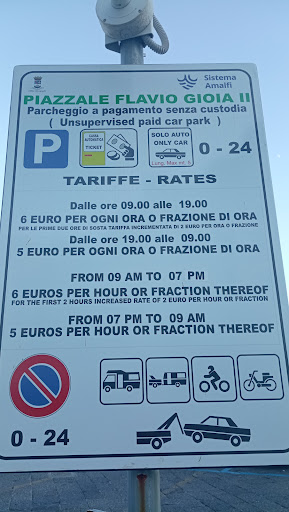 Sistema
Amalfi
PIAZZALE FLAVIO GIOIA II
Parcheggio a pagamento senza custodia
( Unsupervised paid car park )
P
TICKET
SOLO AUTO
ONLY CAR
Lung. Max mt. 5
0 - 24
TARIFFE - RATES
Dalle ore 09.00 alle 19.00
6 EURO PER OGNI ORA O FRAZIONE DI ORA
PER LE PRIME DUE ORE DI SOSTA TARIFFA INCREMENTATA DI 2 EURO PER ORA O FRAZIONE
Dalle ore 19.00 alle 09.00
5 EURO PER OGNI ORA O FRAZIONE DI ORA
FROM 09 AM TO 07 PM
6 EUROS PER HOUR OR FRACTION THEREOF
FOR THE FIRST 2 HOURS INCREASED RATE OF 2 EURO PER HOUR OR FRACTION
FROM 07 PM TO 09 AM
5 EUROS PER HOUR OR FRACTION THEREOF
0 - 24